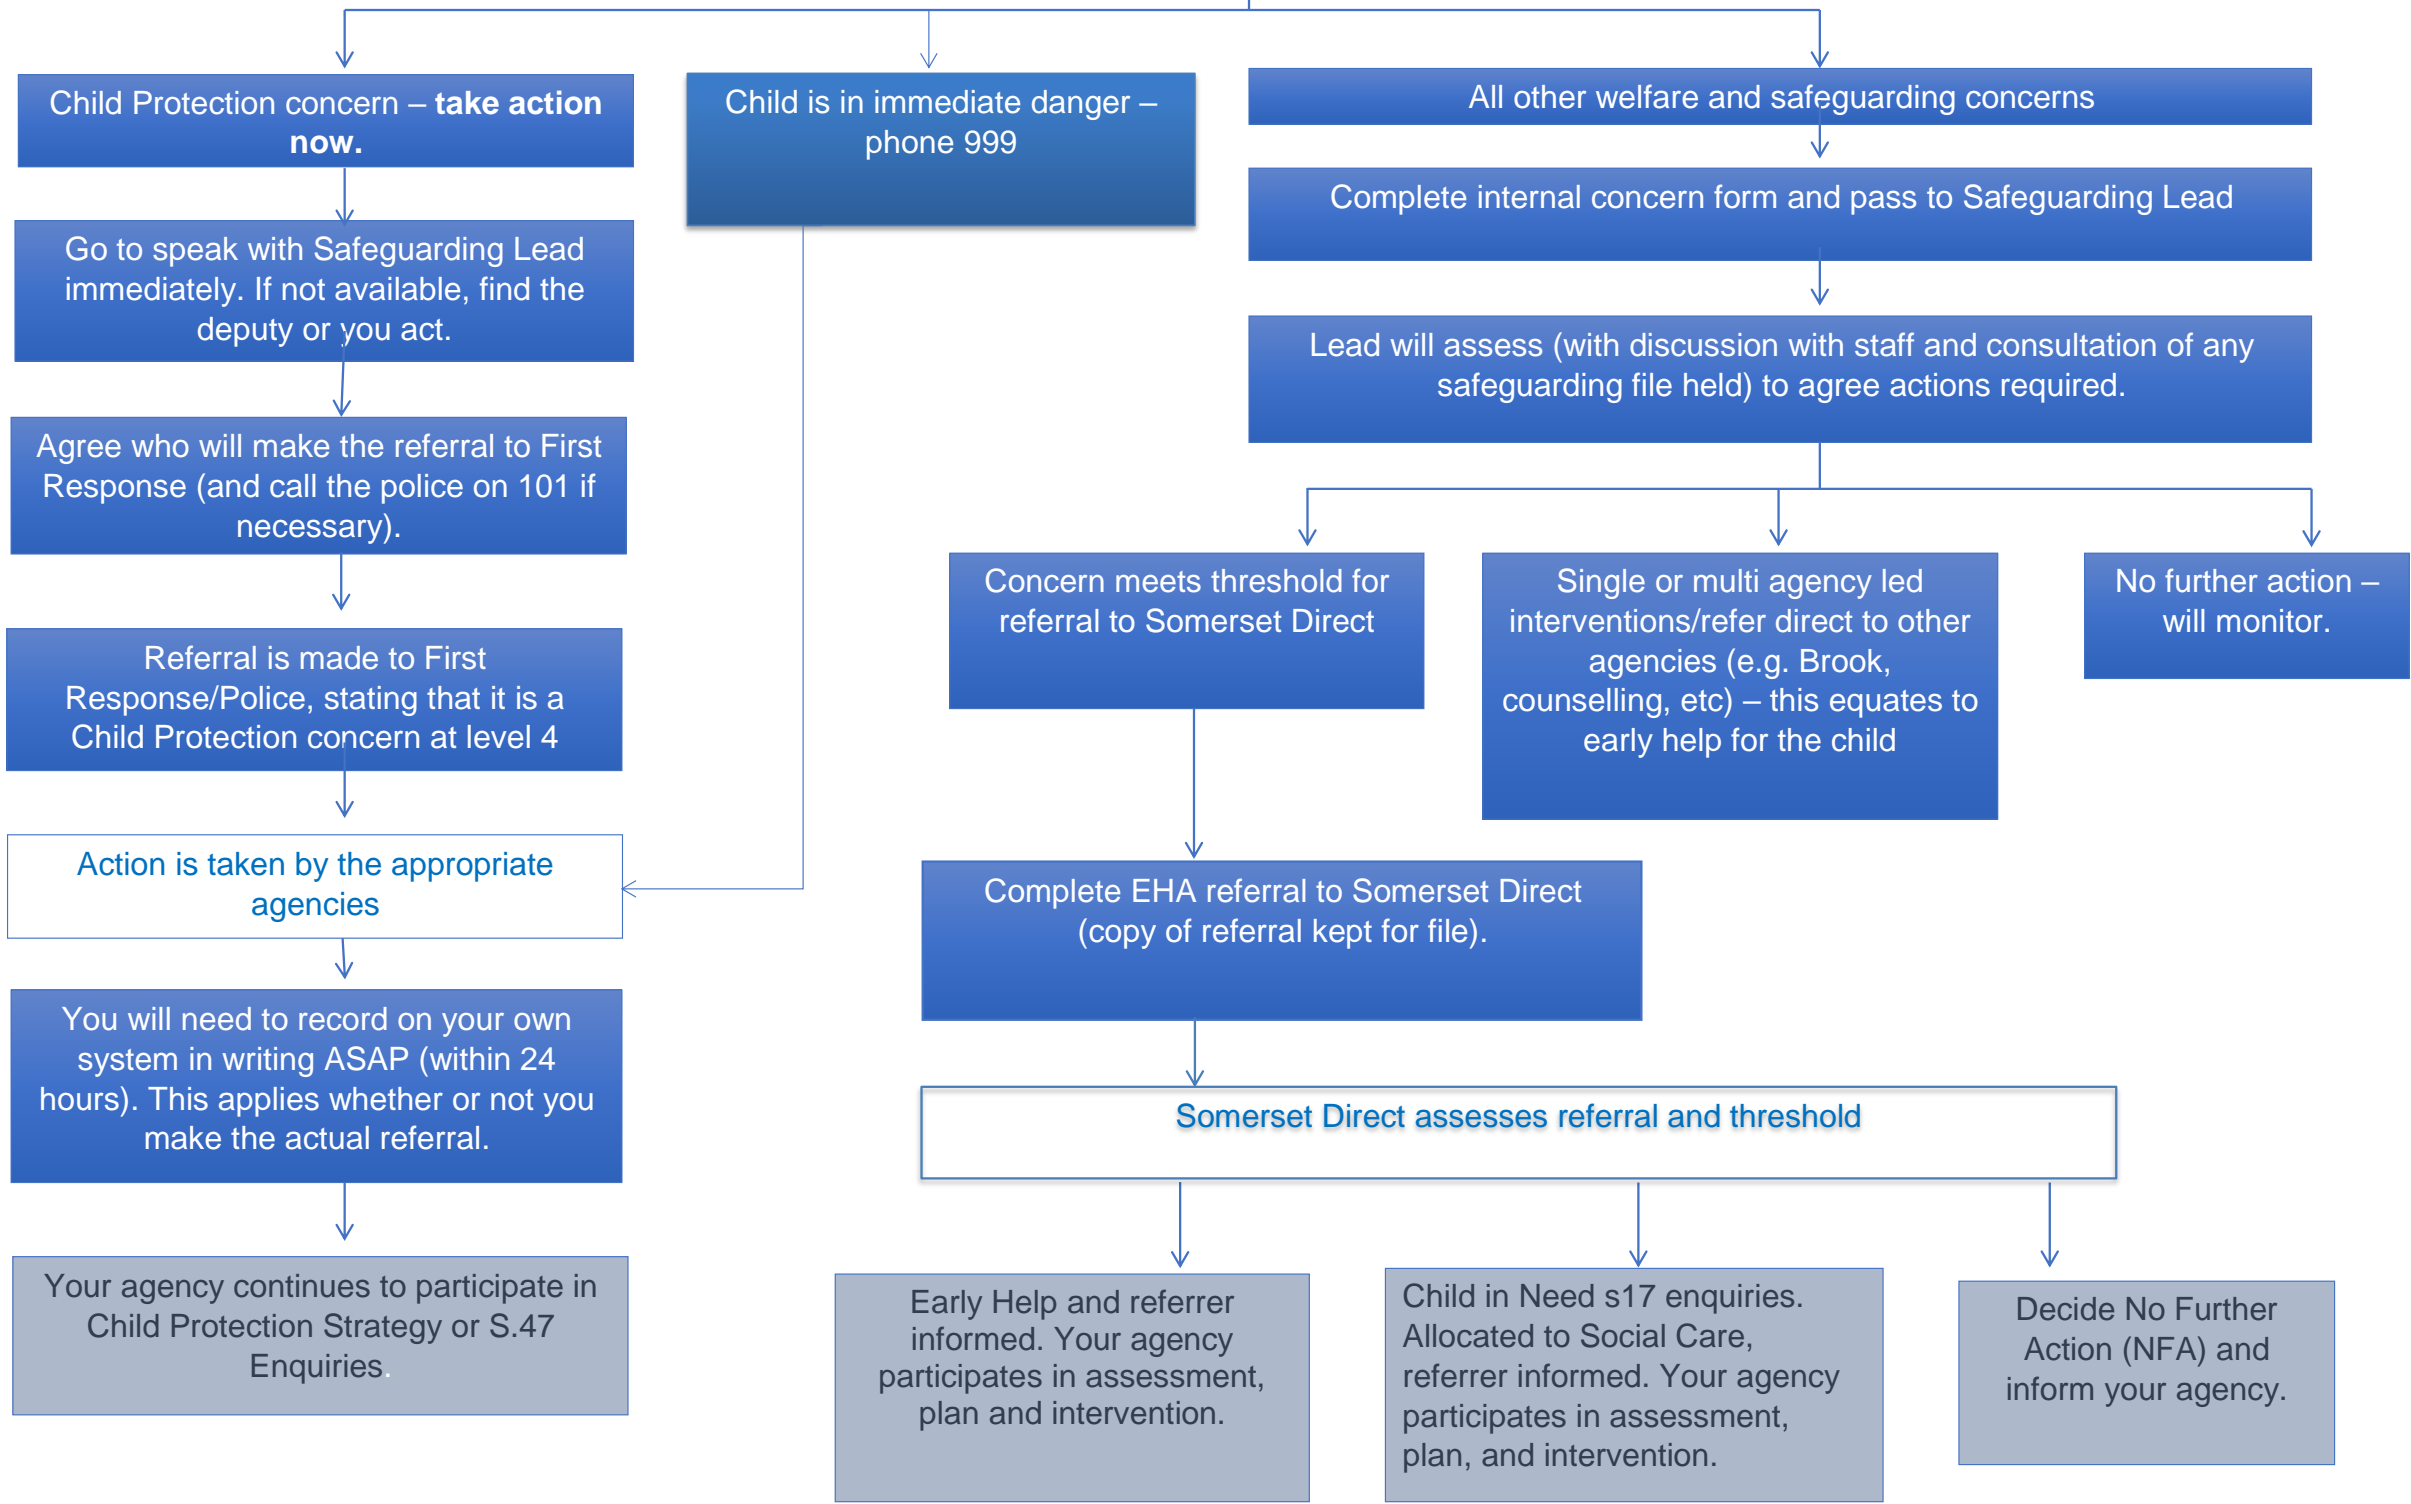 Child Protection concern – take action
now.
Go to speak with Safeguarding Lead
immediately. If not available, find the
deputy or you act.
Agree who will make the referral to First
Response (and call the police on 101 if
necessary).
Referral is made to First
Response/Police, stating that it is a
Child Protection concern at level 4
Action is taken by the appropriate
agencies
You will need to record on your own
system in writing ASAP (within 24
hours). This applies whether or not you
make the actual referral.
Your agency continues to participate in
Child Protection Strategy or S.47
Enquiries.
Child is in immediate danger –
phone 999
All other welfare and safeguarding concerns
Complete internal concern form and pass to Safeguarding Lead
Lead will assess (with discussion with staff and consultation of any
safeguarding file held) to agree actions required.
Concern meets threshold for
referral to Somerset Direct
Single or multi agency led
interventions/refer direct to other
agencies (e.g. Brook,
counselling, etc) – this equates to
early help for the child
No further action –
will monitor.
Complete EHA referral to Somerset Direct
(copy of referral kept for file).
Somerset Direct assesses referral and threshold
Early Help and referrer
informed. Your agency
participates in assessment,
plan and intervention.
Child in Need s17 enquiries.
Allocated to Social Care,
referrer informed. Your agency
participates in assessment,
plan, and intervention.
Decide No Further
Action (NFA) and
inform your agency.